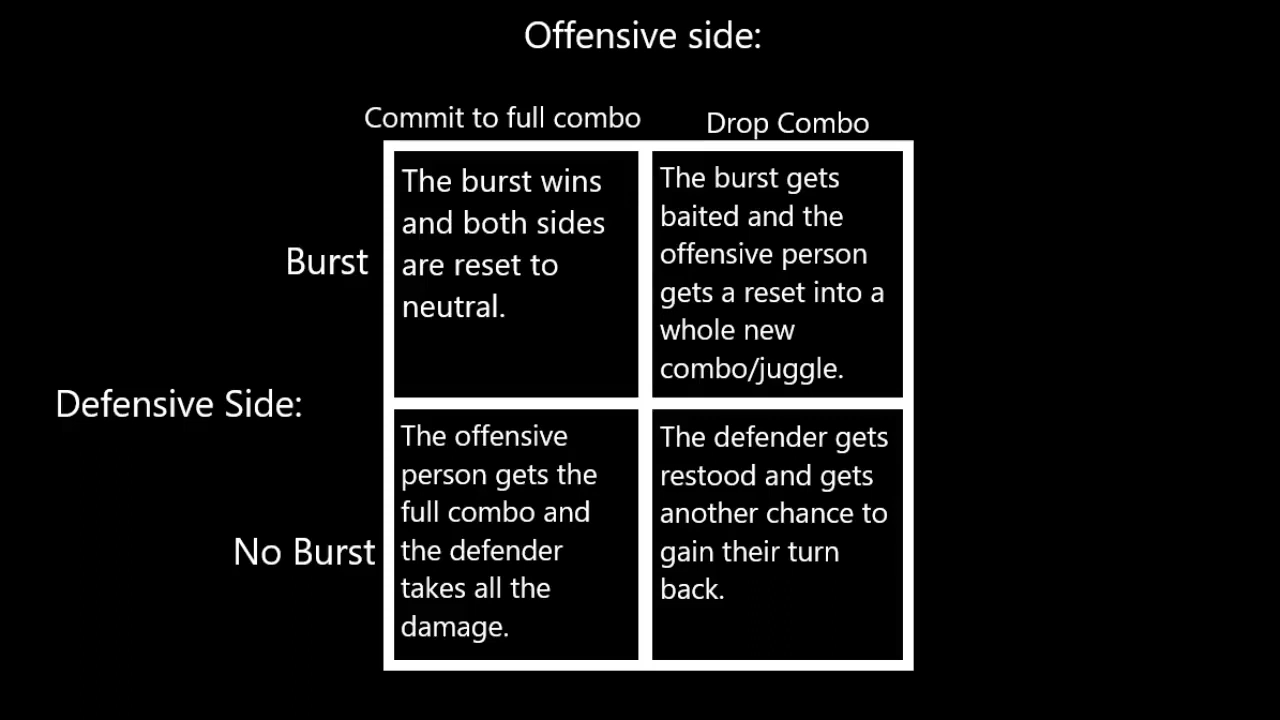 Offensive side:
Commit to full combo
Drop Combo
Burst
The burst wins
and both sides
are reset to
neutral.
The burst gets
baited and the
offensive person
gets a reset into a
whole new
combo/juggle.
Defensive Side:
No Burst
The offensive
person gets the
full combo and
the defender
takes all the
damage.
The defender gets
restood and gets
another chance to
gain their turn
back.